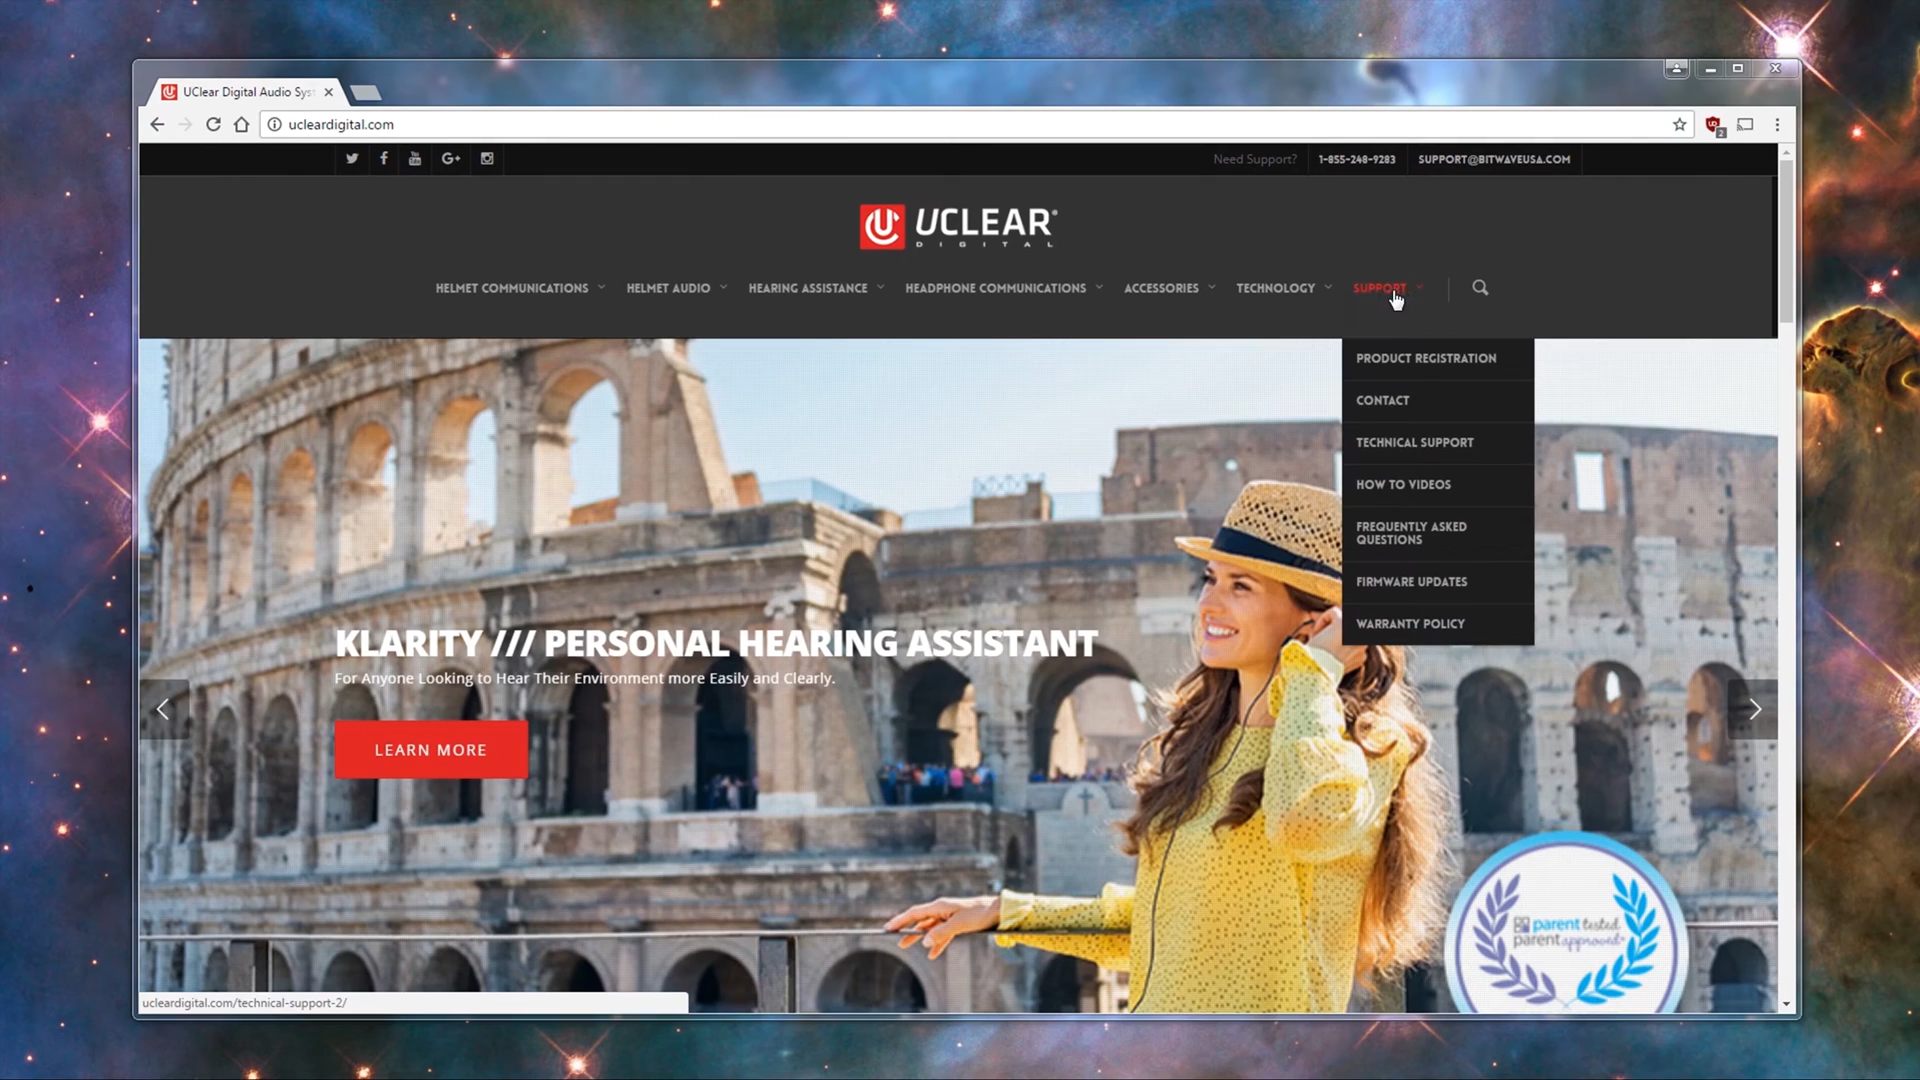 UClear Digital Audio Syst
ucleardigital.com
2
Need Support? 1-855-248-9283 SUPPORT@BITWAVEUSA.COM
UCLEAR®
DIGITAL
HELMET COMMUNICATIONS HELMET AUDIO HEARING ASSISTANCE HEADPHONE COMMUNICATIONS ACCESSORIES TECHNOLOGY SUPPORT
PRODUCT REGISTRATION
CONTACT
TECHNICAL SUPPORT
HOW TO VIDEOS
FREQUENTLY ASKED
QUESTIONS
FIRMWARE UPDATES
WARRANTY POLICY
KLARITY /// PERSONAL HEARING ASSISTANT
For Anyone Looking to Hear Their Environment more Easily and Clearly.
LEARN MORE
parent tested
parent approved
ucleardigital.com/technical-support-2/